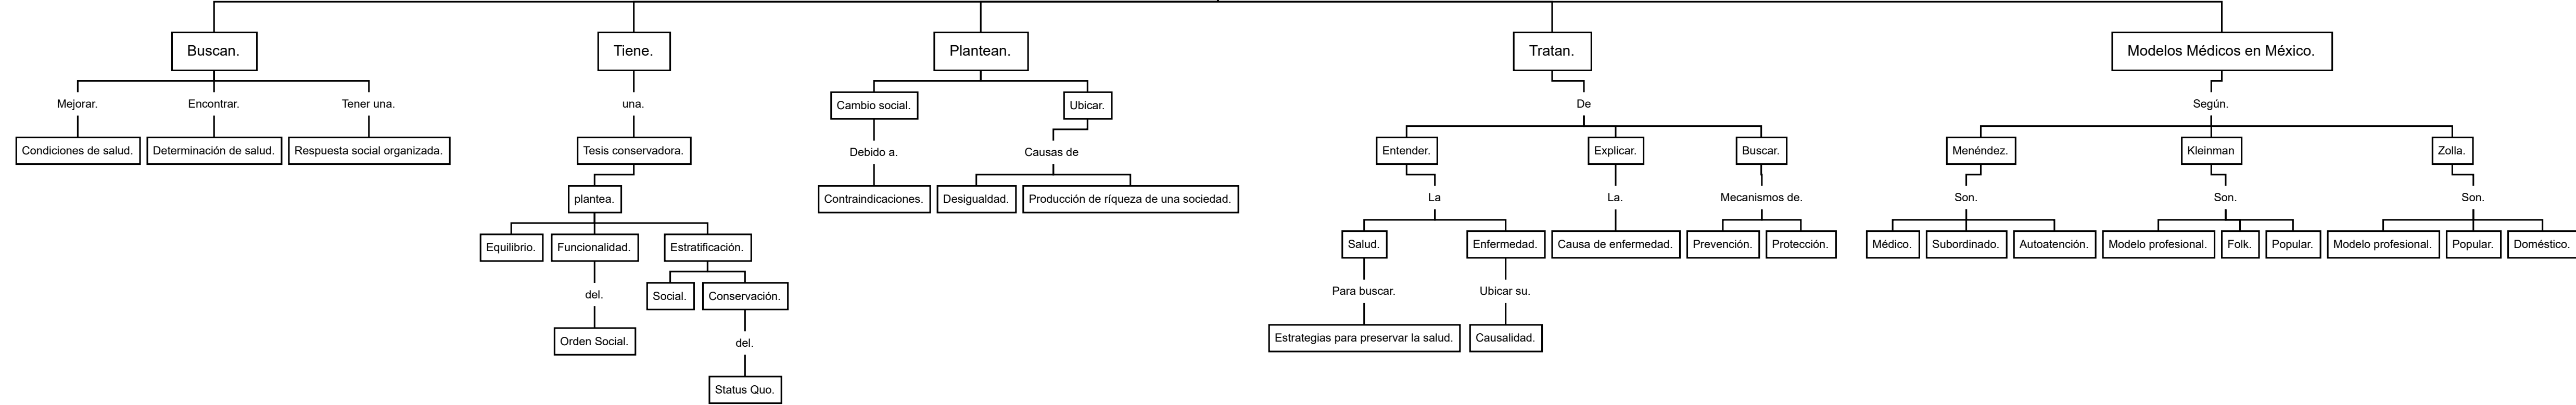 Buscan.
Tiene.
Plantean.
Tratan.
Modelos Médicos en México.
Mejorar.
Encontrar.
Tener una.
una.
Cambio social.
Ubicar.
De
Según.
Condiciones de salud.
Determinación de salud.
Respuesta social organizada.
Tesis conservadora.
Debido a.
Causas de
Entender.
Explicar.
Buscar.
Menéndez.
Kleinman
Zolla.
plantea.
Contraindicaciones.
Desigualdad.
Producción de ríqueza de una sociedad.
La
La.
Mecanismos de.
Son.
Son.
Son.
Equilibrio.
Funcionalidad.
Estratificación.
Salud.
Enfermedad.
Causa de enfermedad.
Prevención.
Protección.
Médico.
Subordinado.
Autoatención.
Modelo profesional.
Folk.
Popular.
Modelo profesional.
Popular.
Doméstico.
del.
Social.
Conservación.
Para buscar.
Ubicar su.
Orden Social.
del.
Estrategias para preservar la salud.
Causalidad.
Status Quo.